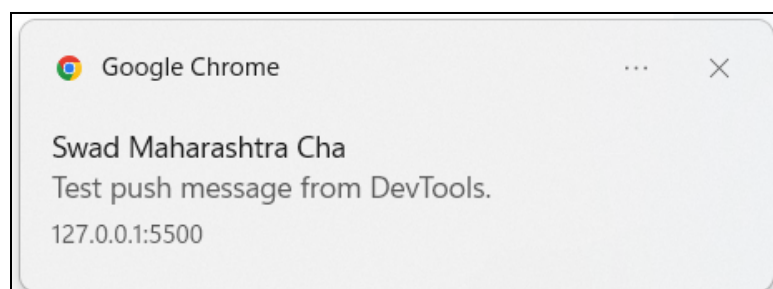 Google Chrome
Swad Maharashtra Cha
Test push message from DevTools.
127.0.0.1:5500